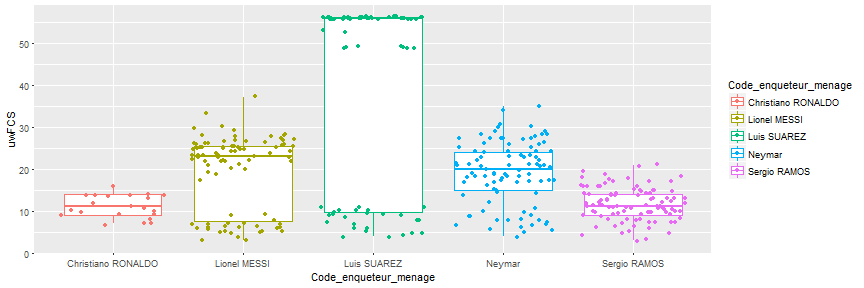 uwFCS
50
40
30
20
10
0
Christiano RONALDO
Lionel MESSI
Luis SUAREZ
Neymar
Sergio RAMOS
Code_enqueteur_menage
Code_enqueteur_menage
Christiano RONALDO
Lionel MESSI
Luis SUAREZ
Neymar
Sergio RAMOS